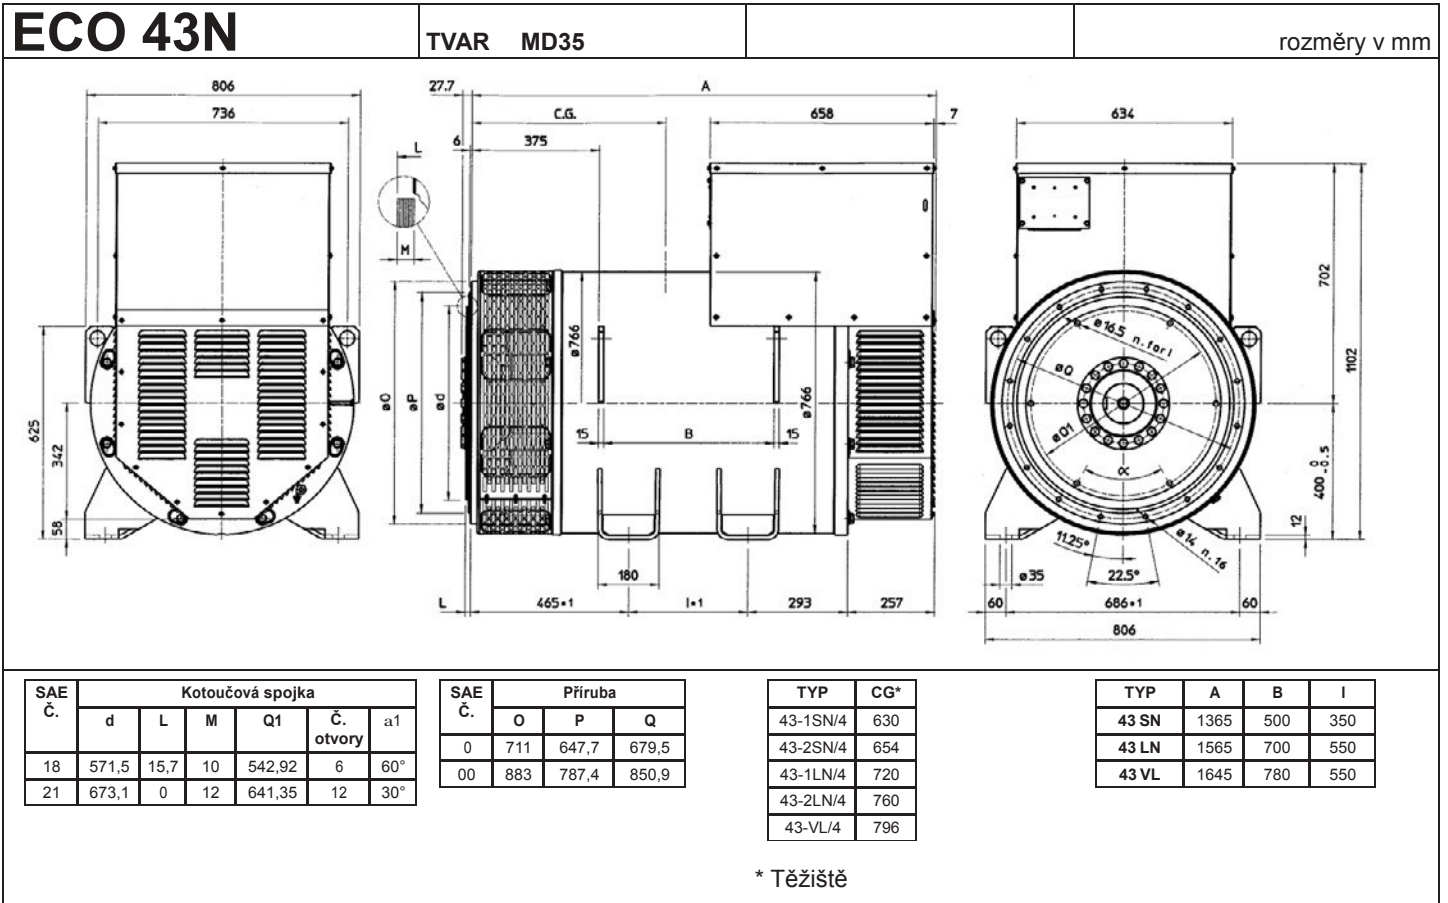 ECO 43N TVAR MD35 rozměry v mm
806 27.7 A
736 C.G. 658 7 634
6 375
L
M
702
ø766
ø16.5 n. for I
øQ
1102
øO øP ød
ø766
625
15 B 15
øQ1
342
α
400 0 -0.5
58
12
11.25° ø14 n.16
180
ø35 22.5°
L 465±1 I±1 293 257
60 686±1 60
806
SAE Č. Kotoučová spojka
d L M Q1 Č. otvory a1
18 571,5 15,7 10 542,92 6 60°
21 673,1 0 12 641,35 12 30°
SAE Č. Příruba
O P Q
0 711 647,7 679,5
00 883 787,4 850,9
TYP CG*
43-1SN/4 630
43-2SN/4 654
43-1LN/4 720
43-2LN/4 760
43-VL/4 796
* Těžiště
TYP A B I
43 SN 1365 500 350
43 LN 1565 700 550
43 VL 1645 780 550